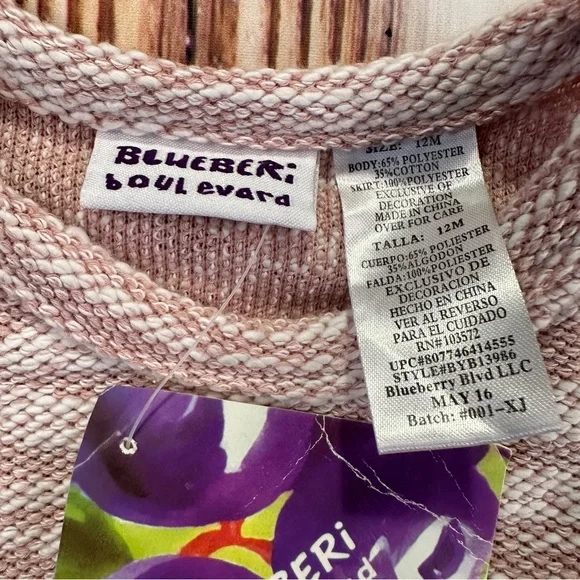 BLUEBERi
boulevard
SIZE: 12M
BODY:65% POLYESTER
35%COTTON
SKIRT:100%POLYESTER
EXCLUSIVE OF
DECORATION
MADE IN CHINA
OVER FOR CARE
TALLA: 12M
CUERPO:65% POLIESTER
35%ALGODON
FALDA:100%POLIESTER
EXCLUSIVO DE
DECORACION
HECHO EN CHINA
VER AL REVERSO
PARA EL CUIDADO
RN#103572
UPC#807746414555
STYLE#BYB13986
Blueberry Blvd LLC
MAY 16
Batch: #001-XJ
BERi